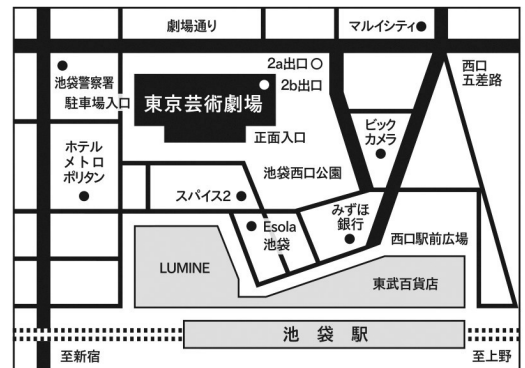 劇場通り
マルイシティ
2a出口
2b出口
西口
五差路
池袋警察署
駐車場入口
東京芸術劇場
正面入口
ビック
カメラ
ホテル
メトロ
ポリタン
池袋西口公園
スパイス2
みずほ
銀行
Esola
池袋
西口駅前広場
LUMINE
東武百貨店
池袋駅
至新宿
至上野